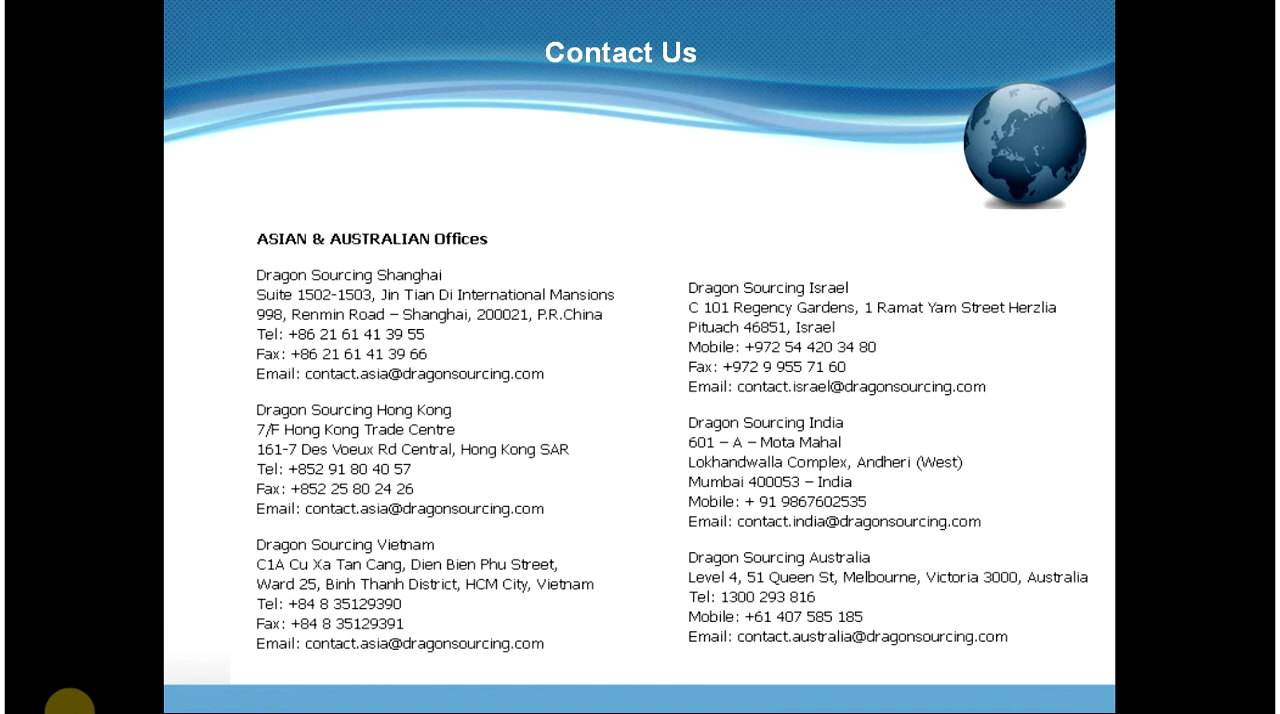 Contact Us
ASIAN & AUSTRALIAN Offices
Dragon Sourcing Shanghai
Suite 1502-1503, Jin Tian Di International Mansions
998, Renmin Road – Shanghai, 200021, P.R.China
Tel: +86 21 61 41 39 55
Fax: +86 21 61 41 39 66
Email: contact.asia@dragonsourcing.com
Dragon Sourcing Hong Kong
7/F Hong Kong Trade Centre
161-7 Des Voeux Rd Central, Hong Kong SAR
Tel: +852 91 80 40 57
Fax: +852 25 80 24 26
Email: contact.asia@dragonsourcing.com
Dragon Sourcing Vietnam
C1A Cu Xa Tan Cang, Dien Bien Phu Street,
Ward 25, Binh Thanh District, HCM City, Vietnam
Tel: +84 8 35129390
Fax: +84 8 35129391
Email: contact.asia@dragonsourcing.com
Dragon Sourcing Israel
C 101 Regency Gardens, 1 Ramat Yam Street Herzlia
Pituach 46851, Israel
Mobile: +972 54 420 34 80
Fax: +972 9 955 71 60
Email: contact.israel@dragonsourcing.com
Dragon Sourcing India
601 – A – Mota Mahal
Lokhandwalla Complex, Andheri (West)
Mumbai 400053 – India
Mobile: + 91 9867602535
Email: contact.india@dragonsourcing.com
Dragon Sourcing Australia
Level 4, 51 Queen St, Melbourne, Victoria 3000, Australia
Tel: 1300 293 816
Mobile: +61 407 585 185
Email: contact.australia@dragonsourcing.com